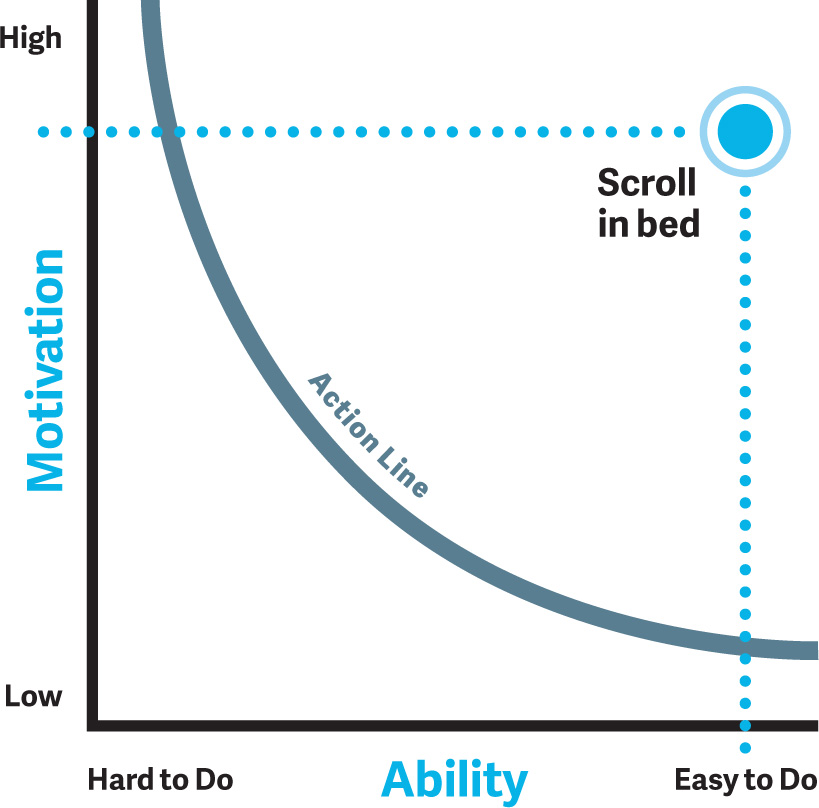 High
Scroll
in bed
Motivation
Action Line
Low
Hard to Do
Ability
Easy to Do